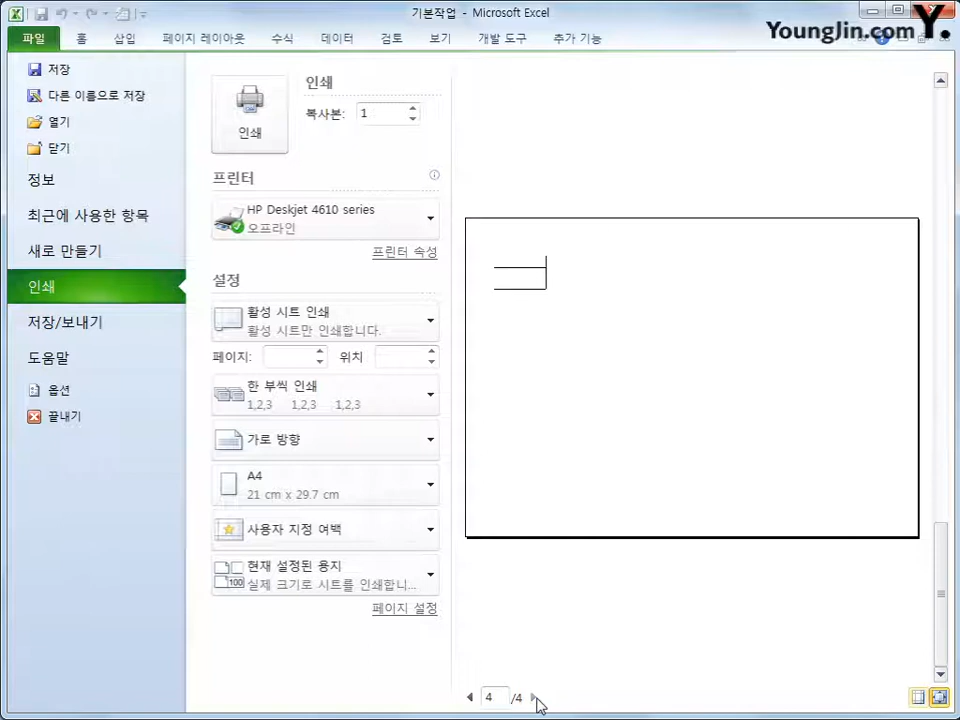 기본작업 - Microsoft Excel
YoungJin.com Y.
파일 홈 삽입 페이지 레이아웃 수식 데이터 검토 보기 개발 도구 추가 기능
저장
다른 이름으로 저장
열기
닫기
정보
최근에 사용한 항목
새로 만들기
인쇄
저장/보내기
도움말
옵션
끝내기
인쇄
인쇄
복사본: 1
프린터
HP Deskjet 4610 series
오프라인
프린터 속성
설정
활성 시트 인쇄
활성 시트만 인쇄합니다.
페이지: 위치
한 부씩 인쇄
1,2,3 1,2,3 1,2,3
가로 방향
A4
21 cm x 29.7 cm
사용자 지정 여백
현재 설정된 용지
100
실제 크기로 시트를 인쇄합니...
페이지 설정
4 /4